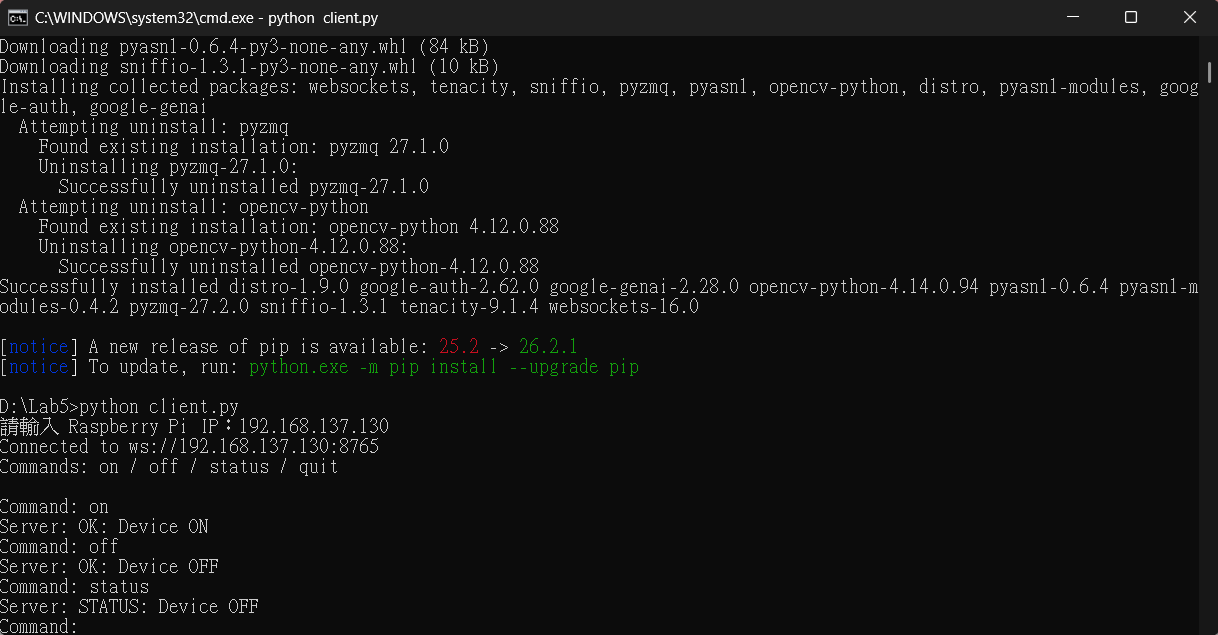 C:\WINDOWS\system32\cmd.exe - python  client.py
Downloading pyasn1-0.6.4-py3-none-any.whl (84 kB)
Downloading sniffio-1.3.1-py3-none-any.whl (10 kB)
Installing collected packages: websockets, tenacity, sniffio, pyzmq, pyasn1, opencv-python, distro, pyasn1-modules, goog
le-auth, google-genai
  Attempting uninstall: pyzmq
    Found existing installation: pyzmq 27.1.0
    Uninstalling pyzmq-27.1.0:
      Successfully uninstalled pyzmq-27.1.0
  Attempting uninstall: opencv-python
    Found existing installation: opencv-python 4.12.0.88
    Uninstalling opencv-python-4.12.0.88:
      Successfully uninstalled opencv-python-4.12.0.88
Successfully installed distro-1.9.0 google-auth-2.62.0 google-genai-2.28.0 opencv-python-4.14.0.94 pyasn1-0.6.4 pyasn1-m
odules-0.4.2 pyzmq-27.2.0 sniffio-1.3.1 tenacity-9.1.4 websockets-16.0
[notice] A new release of pip is available: 25.2 -> 26.2.1
[notice] To update, run: python.exe -m pip install --upgrade pip
D:\Lab5>python client.py
請輸入 Raspberry Pi IP：192.168.137.130
Connected to ws://192.168.137.130:8765
Commands: on / off / status / quit
Command: on
Server: OK: Device ON
Command: off
Server: OK: Device OFF
Command: status
Server: STATUS: Device OFF
Command: